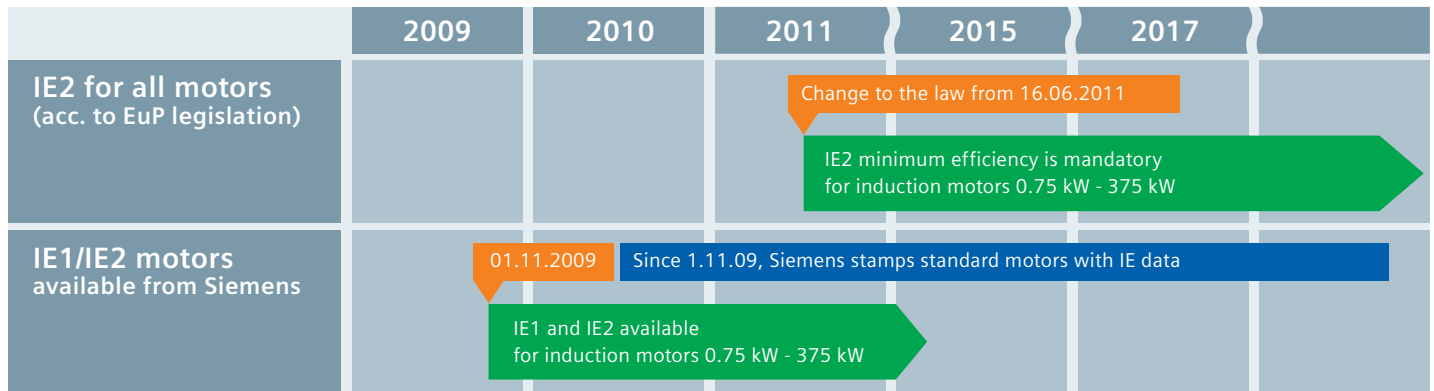 2009 2010 2011 2015 2017
IE2 for all motors
(acc. to EuP legislation)
Change to the law from 16.06.2011
IE2 minimum efficiency is mandatory
for induction motors 0.75 kW - 375 kW
IE1/IE2 motors
available from Siemens
01.11.2009
Since 1.11.09, Siemens stamps standard motors with IE data
IE1 and IE2 available
for induction motors 0.75 kW - 375 kW